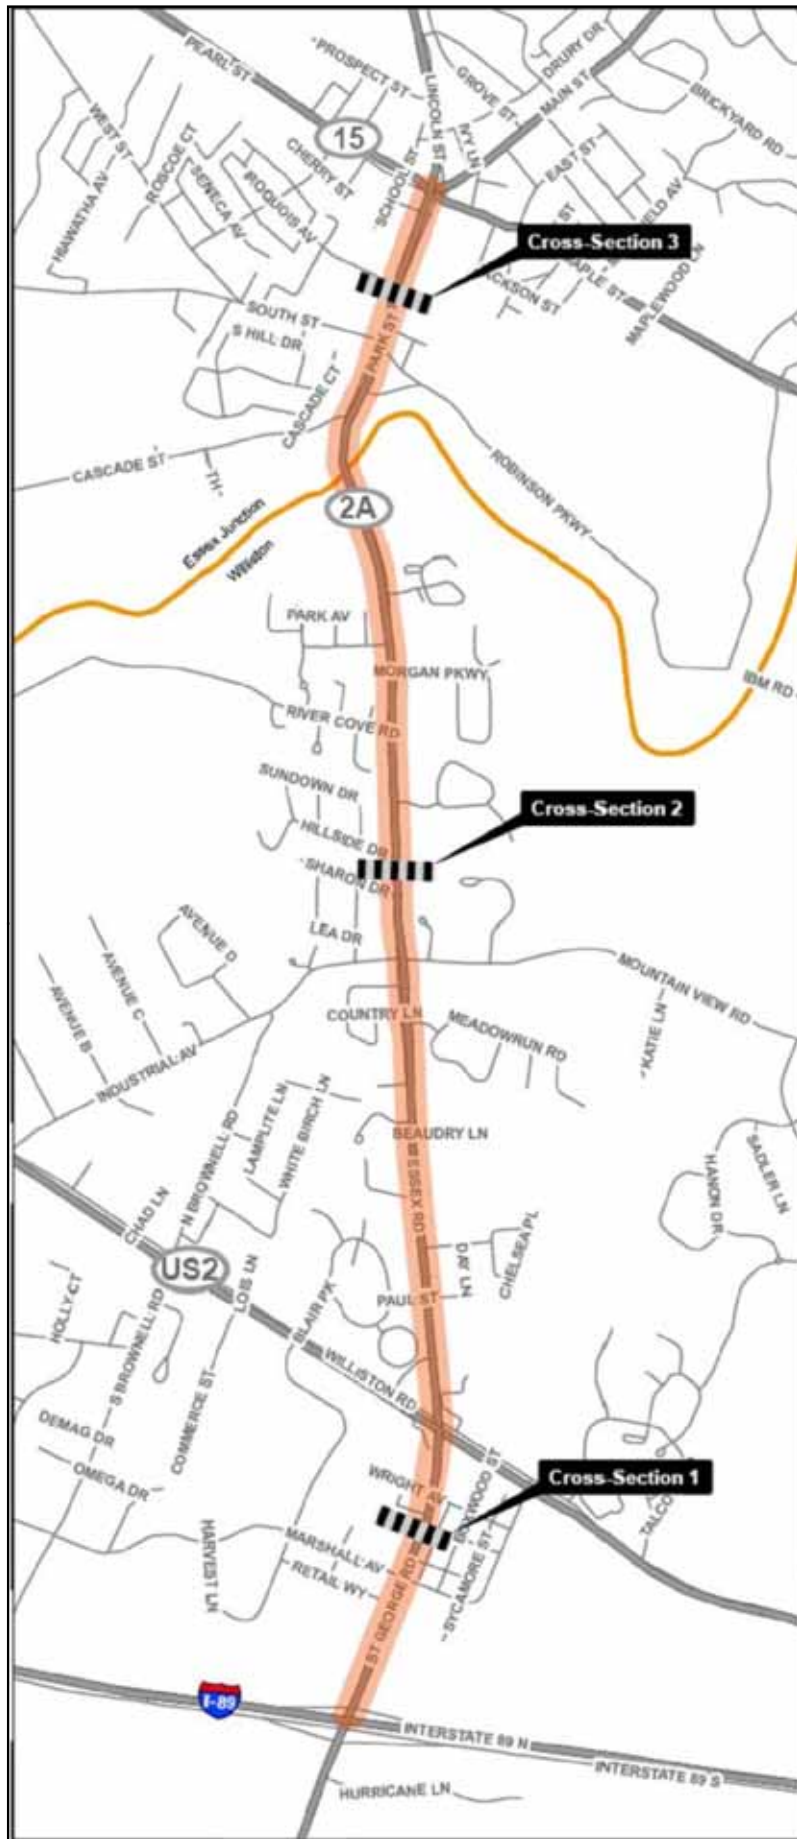 PEARL ST
PROSPECT ST
LINCOLN ST
GROVE ST
DRURY DR
MAIN ST
BRICKYARD RD
WEST ST
ROSCOE CT
15
CHERRY ST
SCHOOL ST
IVY LN
EAST ST
HIAWATHA AV
SENECA AV
IROQUOIS AV
ST
Cross-Section 3
APLE ST
MAPLEWOOD LN
CKSON ST
SOUTH ST
S HILL DR
PARK ST
CASCADE CT
CASCADE ST
TH
ROBINSON PKWY
2A
Essex Junction
Williston
PARK AV
MORGAN PKWY
IBM RD
RIVER COVE RD
SUNDOWN DR
Cross-Section 2
HILLSIDE DR
SHARON DR
AVENUE D
LEA DR
AVENUE C
AVENUE B
MOUNTAIN VIEW RD
COUNTRY LN
MEADOWRUN RD
KATIE LN
INDUSTRIAL AV
LAMPLITE LN
WHITE BIRCH LN
BEAUDRY LN
N BROWNELL RD
ESSEX RD
SADLER LN
HANON DR
CHAD LN
US2
LOIS LN
DAY LN
CHELSEA PL
HOLLY CT
BLAIR PK
PAUL ST
S BROWNELL RD
WILLISTON RD
COMMERCE ST
DEMAG DR
OMEGA DR
WRIGHT AV
BOXWOOD ST
Cross-Section 1
TALCO
HARVEST LN
MARSHALL AV
RETAIL WY
SYCAMORE ST
ST GEORGE RD
I-89
INTERSTATE 89 N
INTERSTATE 89 S
HURRICANE LN